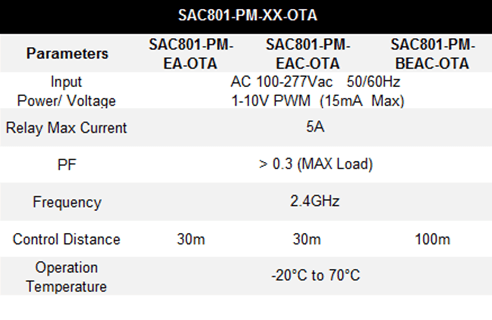 SAC801-PM-XX-OTA
Parameters SAC801-PM-EA-OTA SAC801-PM-EAC-OTA SAC801-PM-BEAC-OTA
Input Power/ Voltage AC 100-277Vac 50/60Hz
1-10V PWM (15mA Max)
Relay Max Current 5A
PF > 0.3 (MAX Load)
Frequency 2.4GHz
Control Distance 30m 30m 100m
Operation Temperature -20°C to 70°C